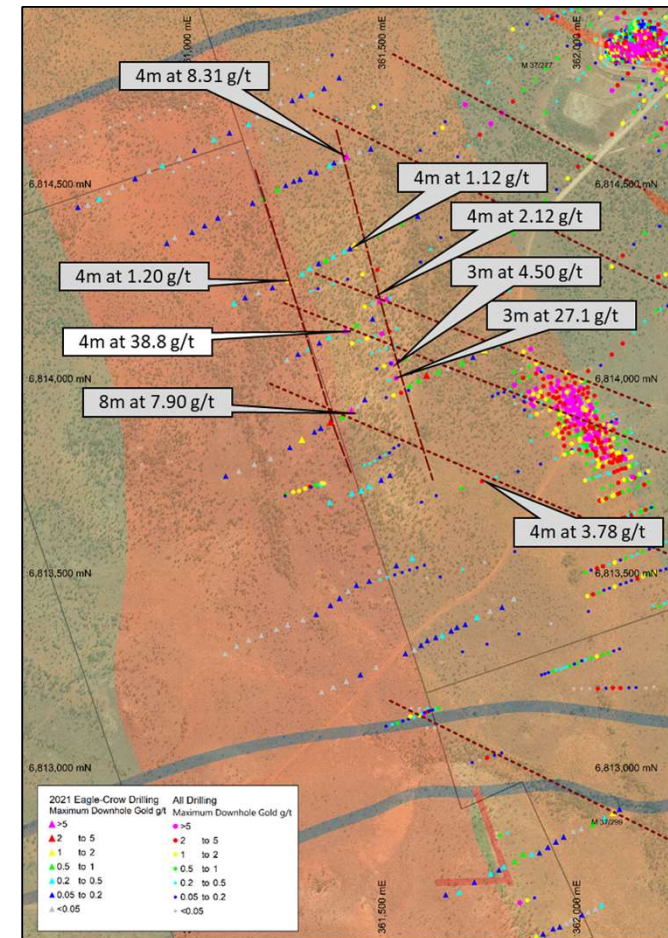 361,000 mE
361,500 mE
362,000 mE
M 37/277
4m at 8.31 g/t
6,814,500 mN
6,814,500 mN
4m at 1.12 g/t
4m at 2.12 g/t
4m at 1.20 g/t
3m at 4.50 g/t
3m at 27.1 g/t
4m at 38.8 g/t
6,814,000 mN
6,814,000 mN
8m at 7.90 g/t
4m at 3.78 g/t
6,813,500 mN
6,813,500 mN
6,813,000 mN
6,813,000 mN
M 37/299
361,500 mE
362,000 mE
2021 Eagle-Crow Drilling
Maximum Downhole Gold g/t
>5
2 to 5
1 to 2
0.5 to 1
0.2 to 0.5
0.05 to 0.2
<0.05
All Drilling
Maximum Downhole Gold g/t
>5
2 to 5
1 to 2
0.5 to 1
0.2 to 0.5
0.05 to 0.2
<0.05